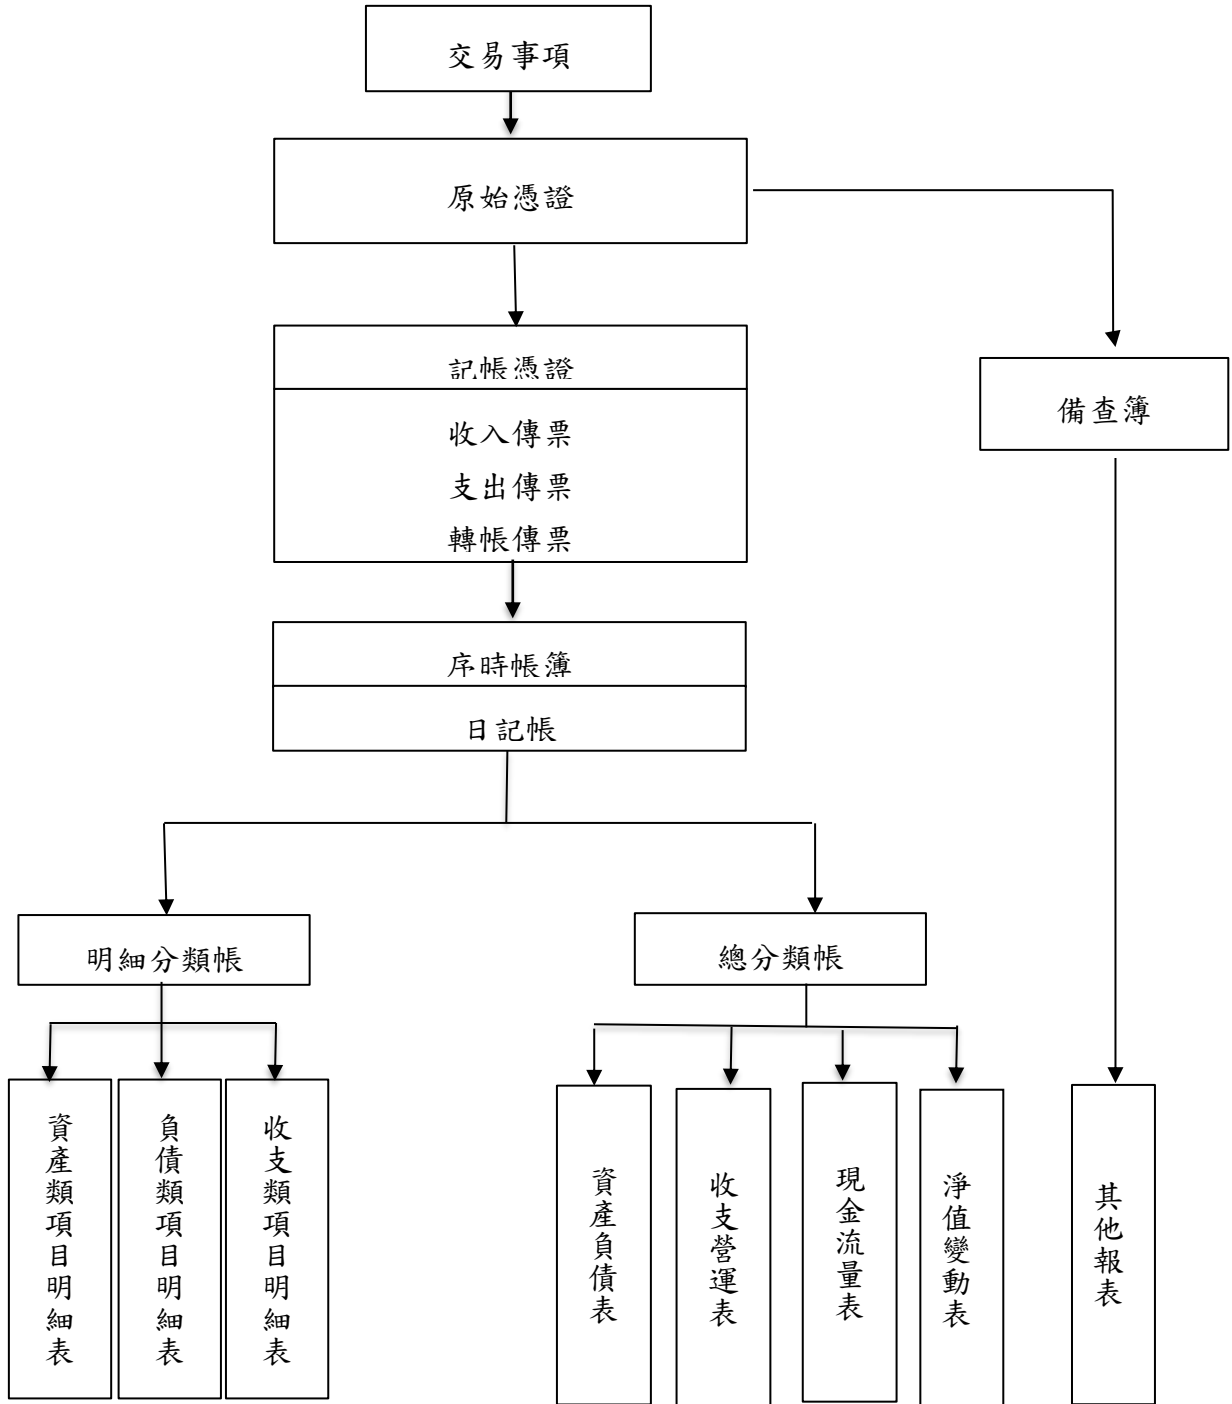 交易事項
原始憑證
記帳憑證
備查簿
收入傳票
支出傳票
轉帳傳票
序時帳簿
日記帳
明細分類帳
總分類帳
資產類項目明細表
負債類項目明細表
收支類項目明細表
資產負債表
收支營運表
現金流量表
淨值變動表
其他報表